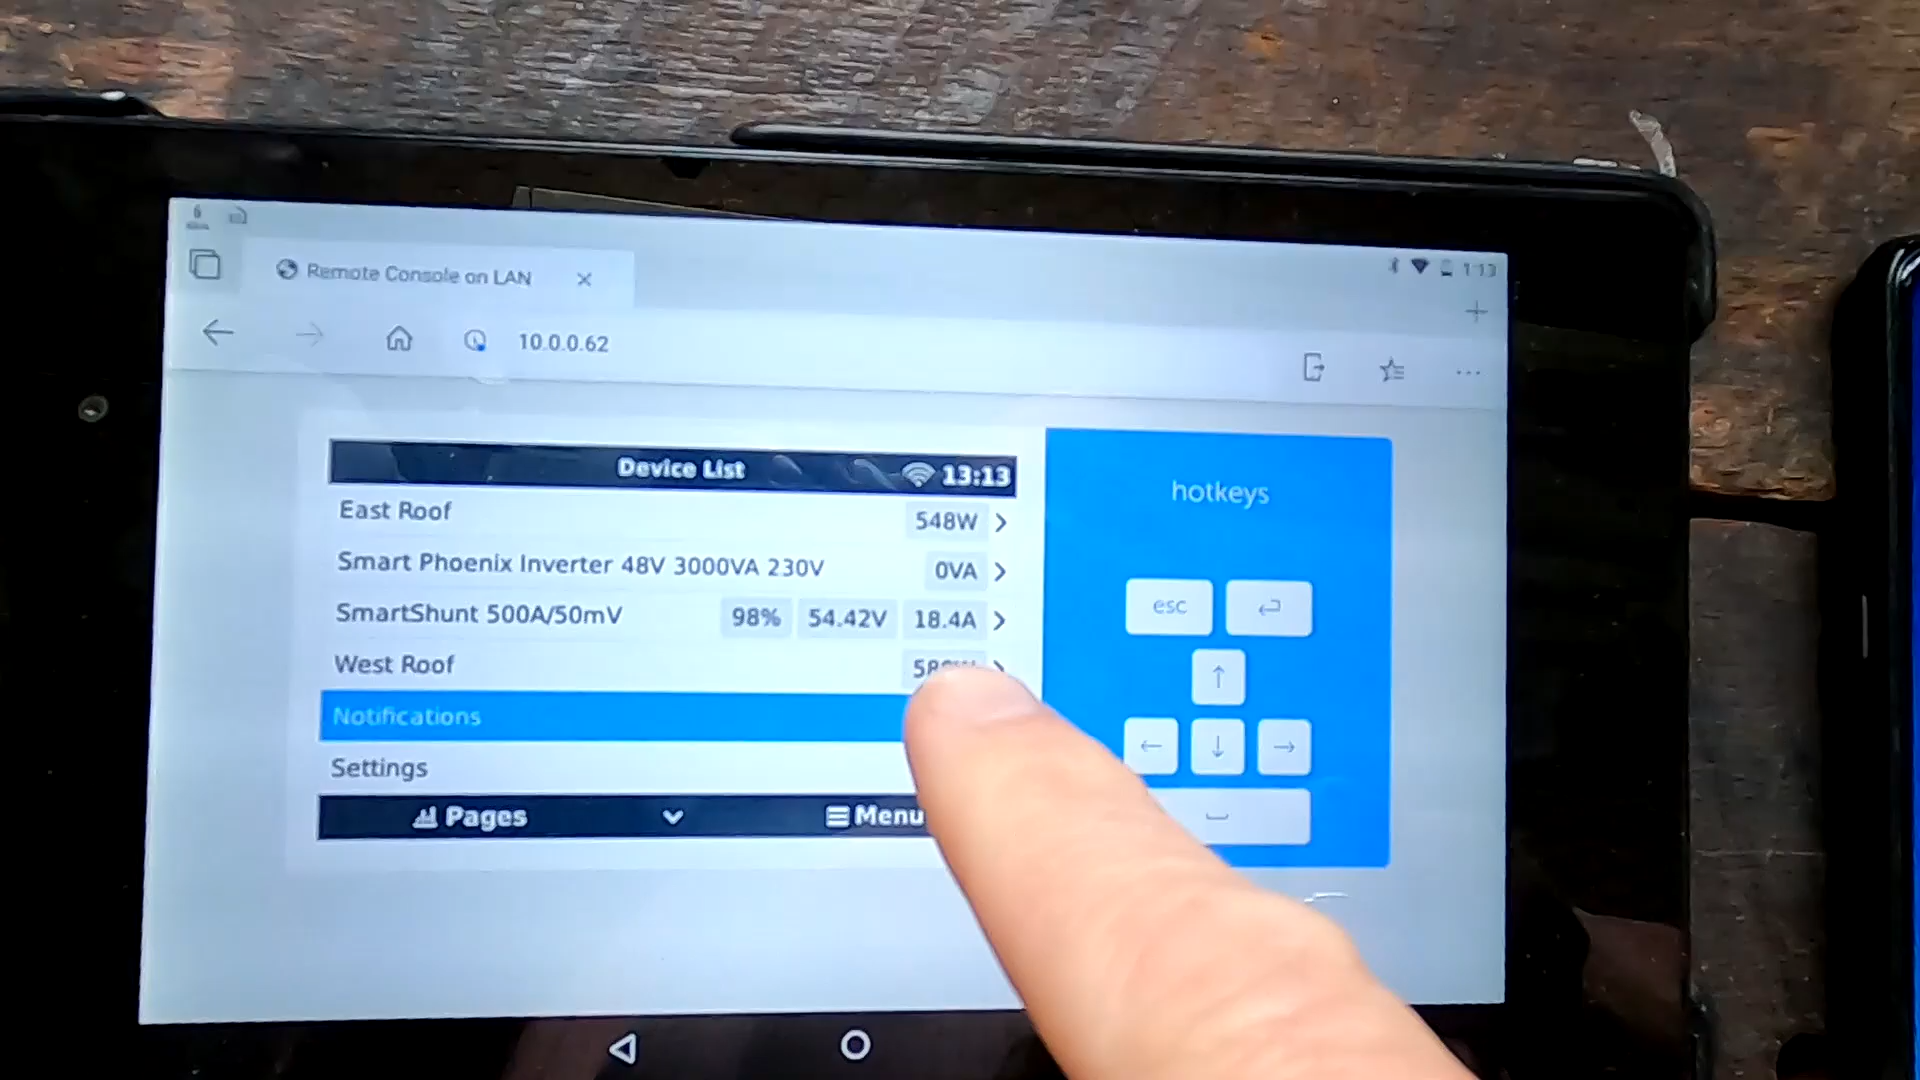 1:13
Remote Console on LAN
10.0.0.62
Device List 13:13
East Roof 548W
Smart Phoenix Inverter 48V 3000VA 230V 0VA
SmartShunt 500A/50mV 98% 54.42V 18.4A
West Roof
Notifications
Settings
Pages Menu
hotkeys
esc